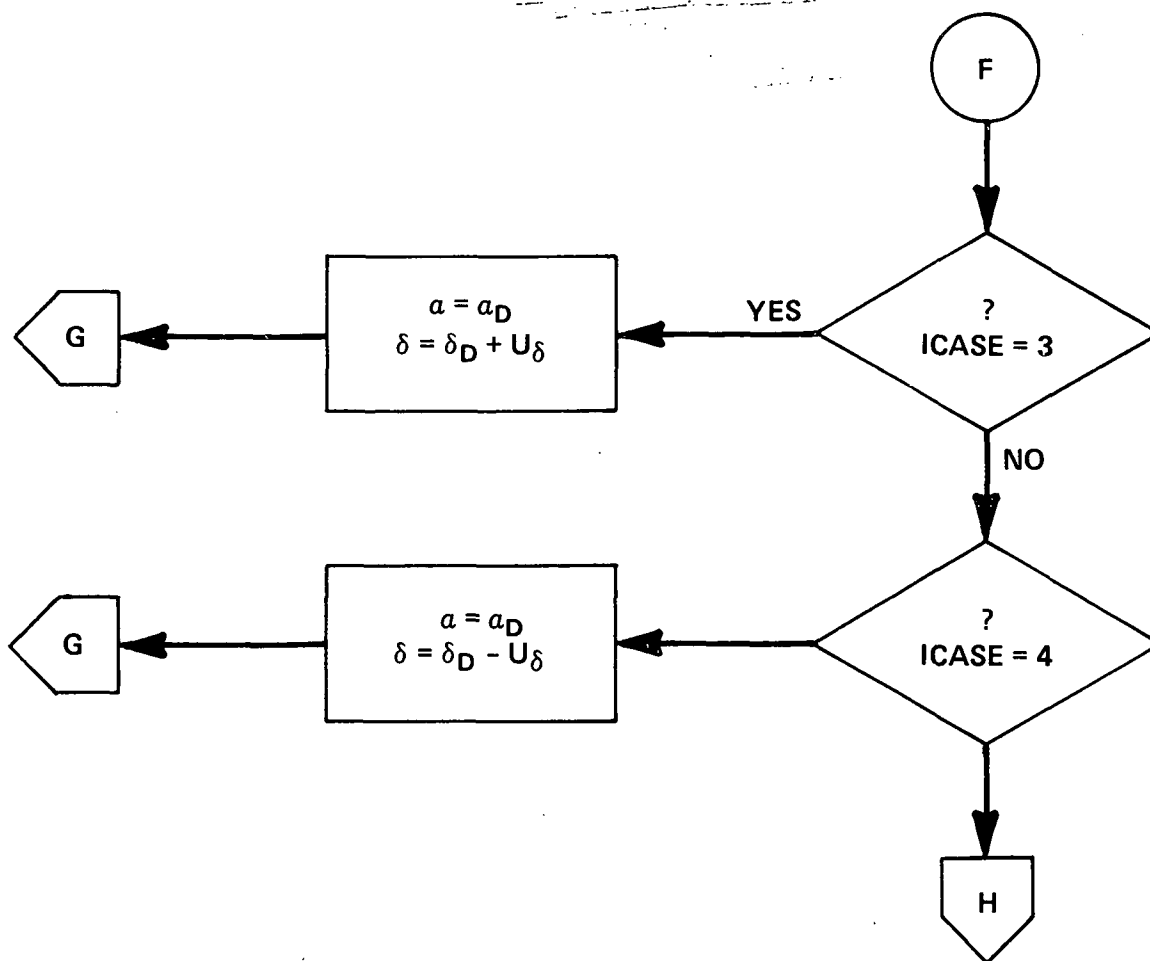 F
?
ICASE = 3
YES
a = a_D
δ = δ_D + U_δ
G
NO
?
ICASE = 4
a = a_D
δ = δ_D - U_δ
G
H